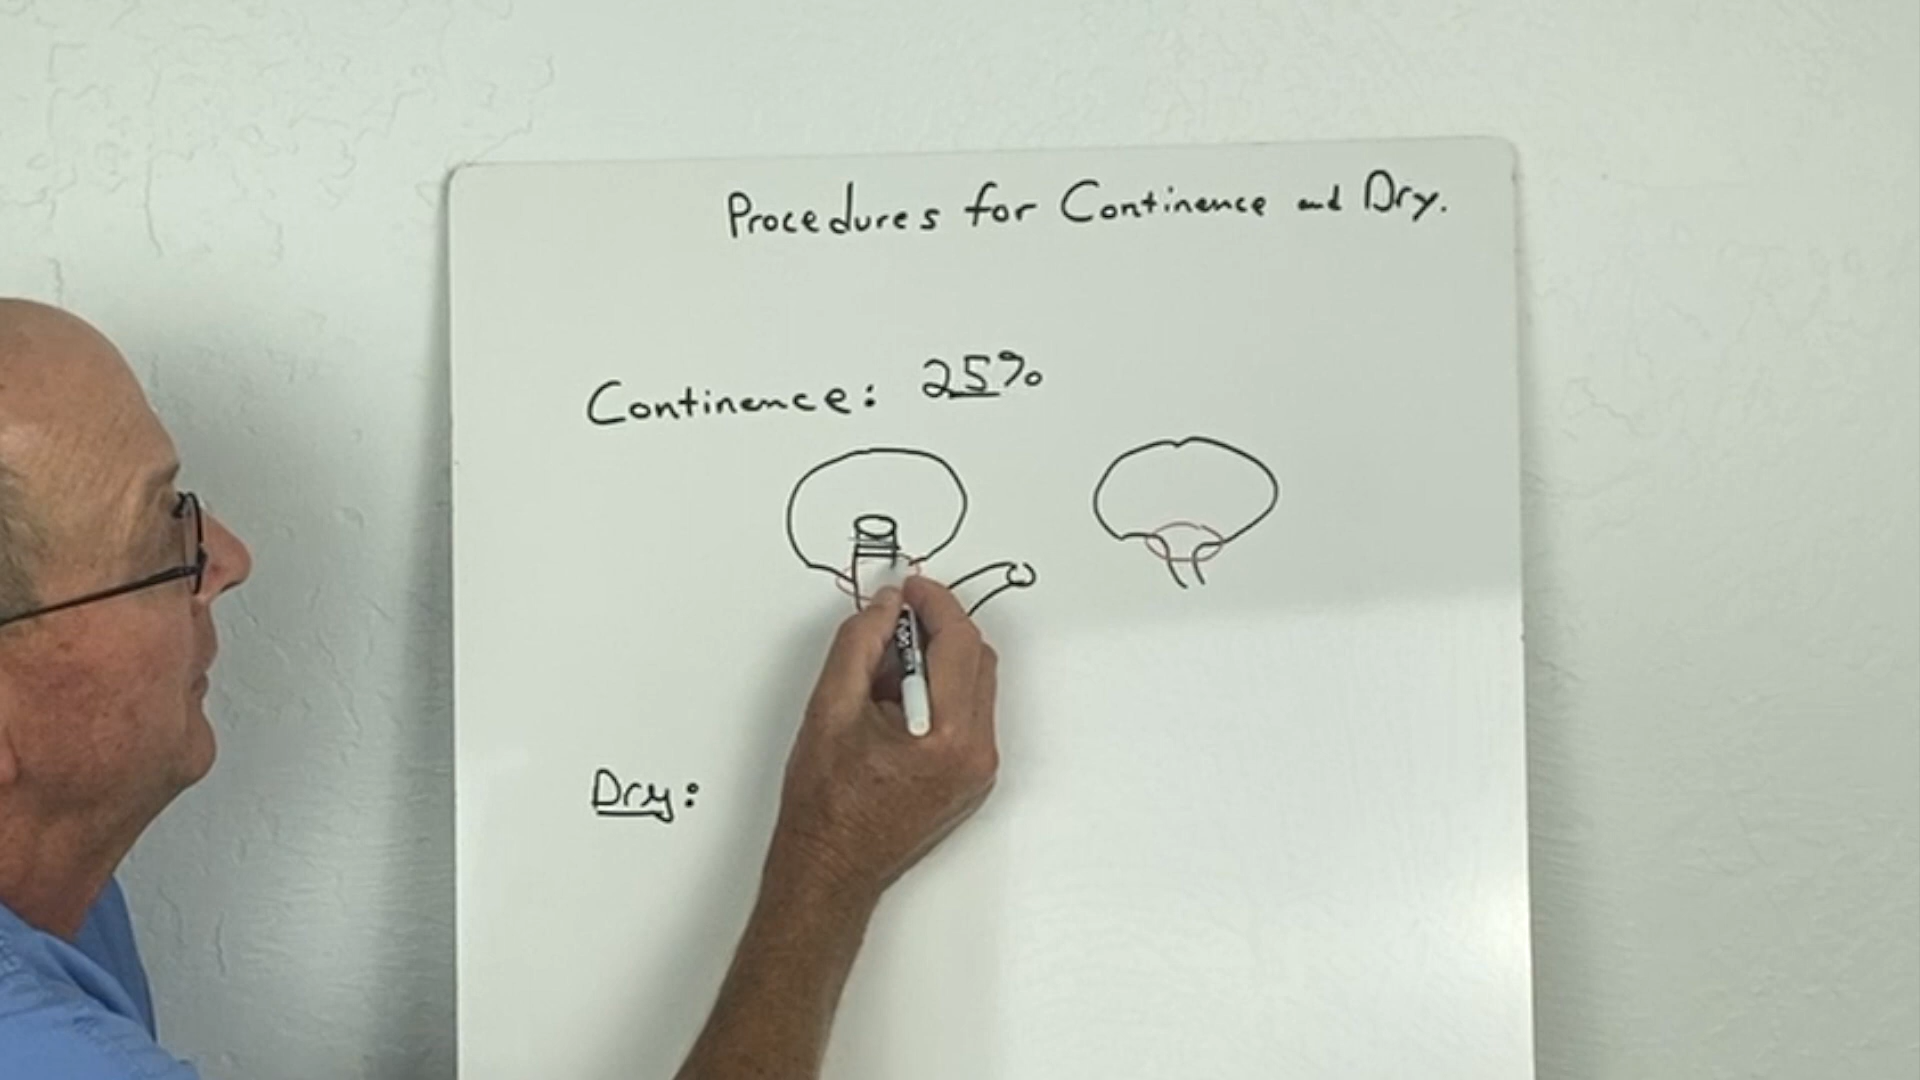 Procedures for Continence and Dry.
Continence: 25%
Dry: